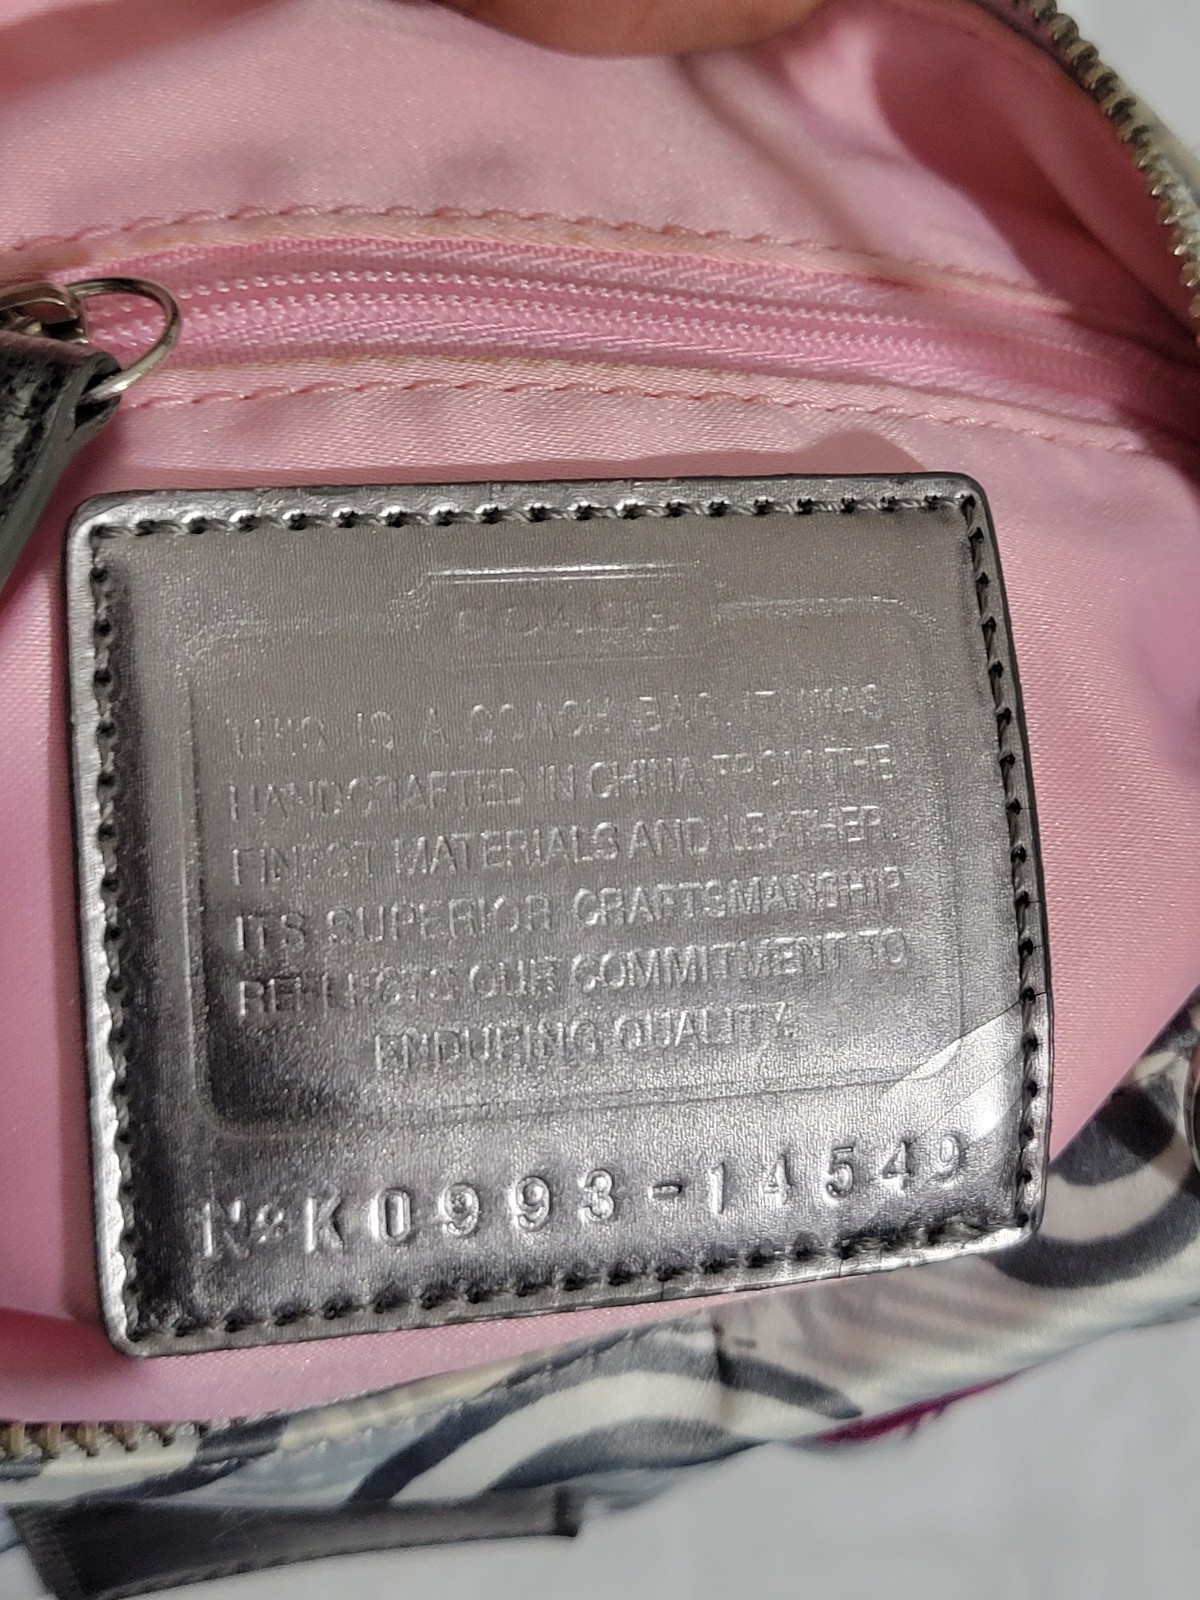 COACH
THIS IS A COACH BAG. IT WAS
HANDCRAFTED IN CHINA FROM THE
FINEST MATERIALS AND LEATHER.
ITS SUPERIOR CRAFTSMANSHIP
REFLECTS OUR COMMITMENT TO
ENDURING QUALITY.
No K0993-14549